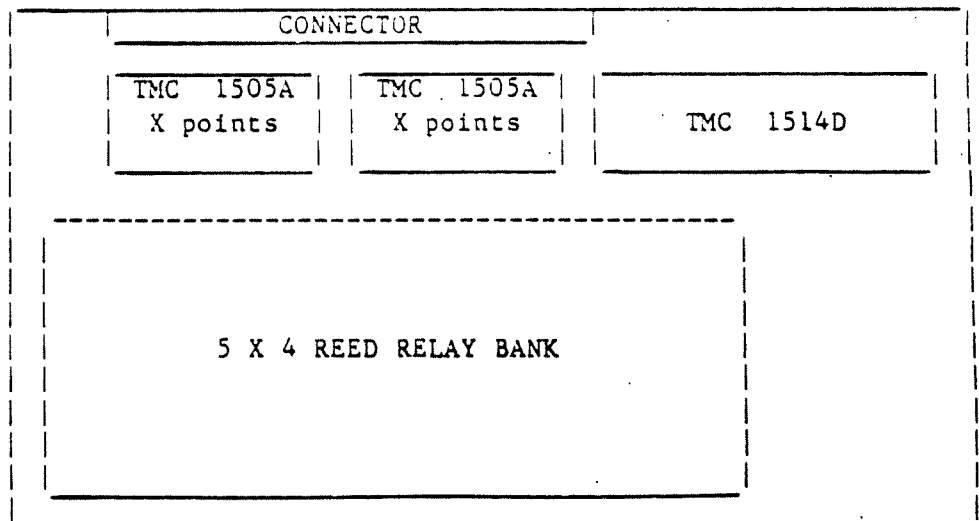 CONNECTOR
TMC 1505A TMC 1505A
X points X points TMC 1514D
5 X 4 REED RELAY BANK